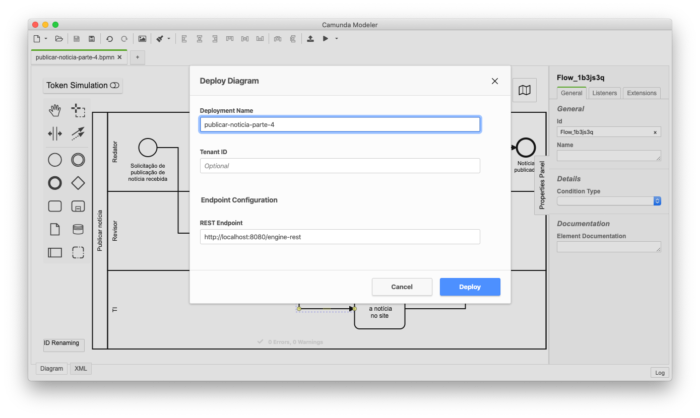 Camunda Modeler
publicar-noticia-parte-4.bpmn ×
+
Token Simulation
Deploy Diagram
Deployment Name
publicar-noticia-parte-4
Tenant ID
Optional
Endpoint Configuration
REST Endpoint
http://localhost:8080/engine-rest
Cancel
Deploy
Publicar notícia
Redator
Revisor
TI
Solicitação de
publicação de
notícia recebida
Notícia
publicad
a notícia
no site
0 Errors, 0 Warnings
ID Renaming
Diagram
XML
Properties Panel
Flow_1b3js3q
General
Listeners
Extensions
General
Id
Flow_1b3js3q ×
Name
Details
Condition Type
Documentation
Element Documentation
Log